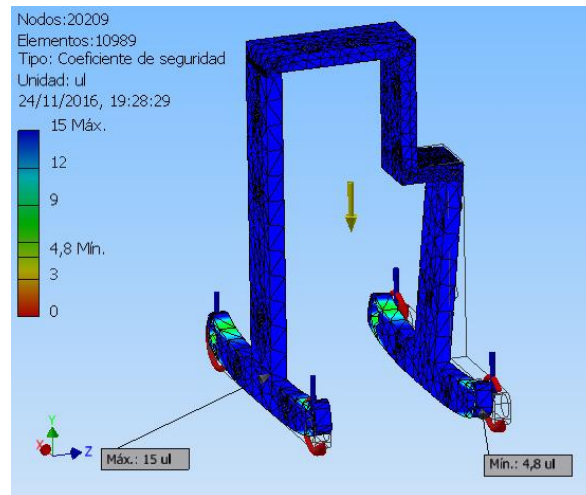 Nodos:20209
Elementos:10989
Tipo: Coeficiente de seguridad
Unidad: ul
24/11/2016, 19:28:29
15 Máx.
12
9
4,8 Mín.
3
0
Y
X
Z
Máx.: 15 ul
Mín.: 4,8 ul